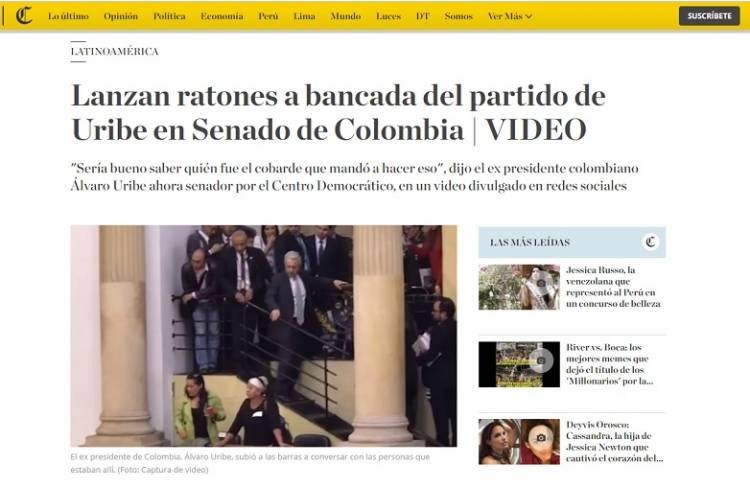 C
Lo último Opinión Política Economía Perú Lima Mundo Luces DT Somos Ver Más SUSCRÍBETE
LATINOAMÉRICA
Lanzan ratones a bancada del partido de
Uribe en Senado de Colombia | VIDEO
"Sería bueno saber quién fue el cobarde que mandó a hacer eso", dijo el ex presidente colombiano
Álvaro Uribe ahora senador por el Centro Democrático, en un video divulgado en redes sociales
El ex presidente de Colombia, Álvaro Uribe, subió a las barras a conversar con las personas que
estaban allí. (Foto: Captura de video)
LAS MÁS LEÍDAS C
Jessica Russo, la
venezolana que
representó al Perú en
un concurso de belleza
River vs. Boca: los
mejores memes que
dejó el título de los
'Millonarios' por la...
Deyvis Orosco:
Cassandra, la hija de
Jessica Newton que
cautivó el corazón del...